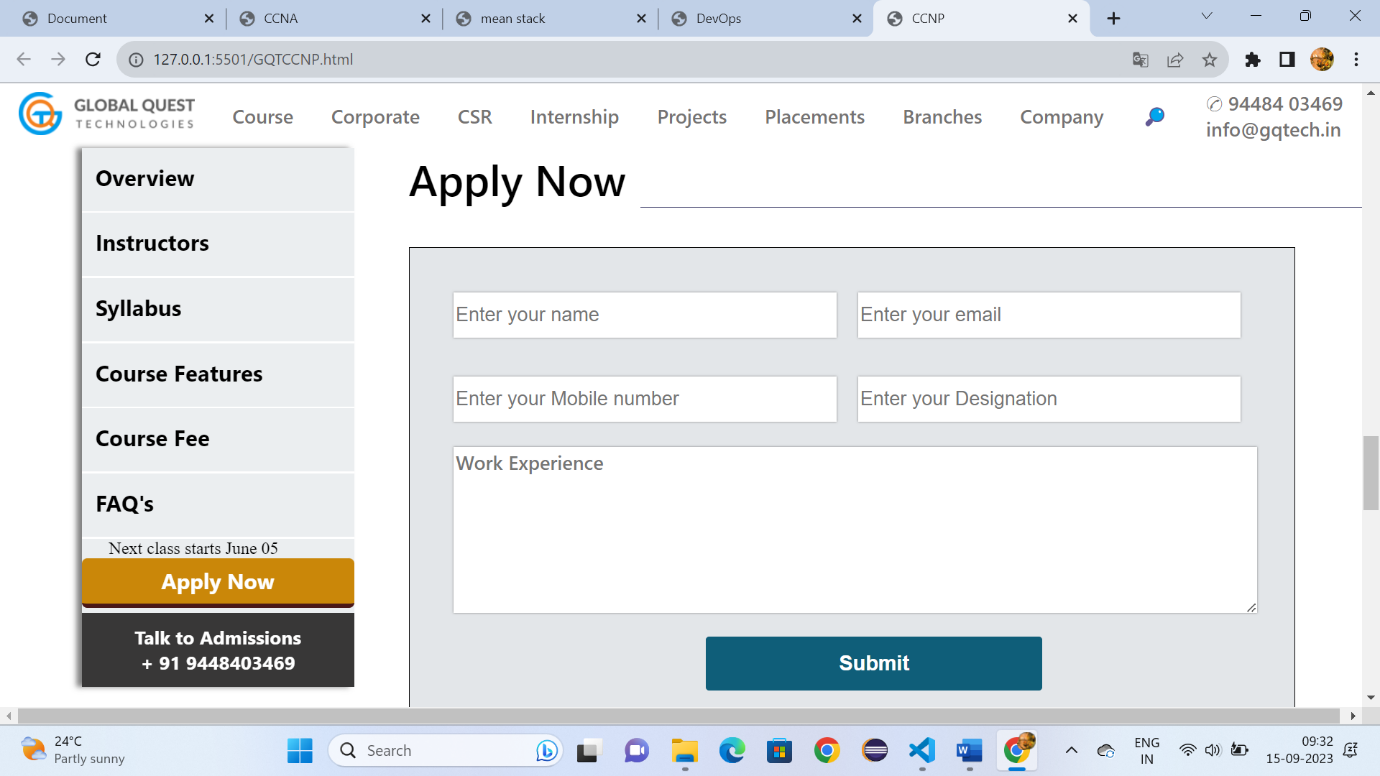 Document
CCNA
mean stack
DevOps
CCNP
127.0.0.1:5501/GQTCCNP.html
GLOBAL QUEST
TECHNOLOGIES
Course
Corporate
CSR
Internship
Projects
Placements
Branches
Company
✆ 94484 03469
info@gqtech.in
Overview
Instructors
Syllabus
Course Features
Course Fee
FAQ's
Next class starts June 05
Apply Now
Talk to Admissions
+ 91 9448403469
Apply Now
Enter your name
Enter your email
Enter your Mobile number
Enter your Designation
Work Experience
Submit
24°C
Partly sunny
Search
ENG
IN
09:32
15-09-2023